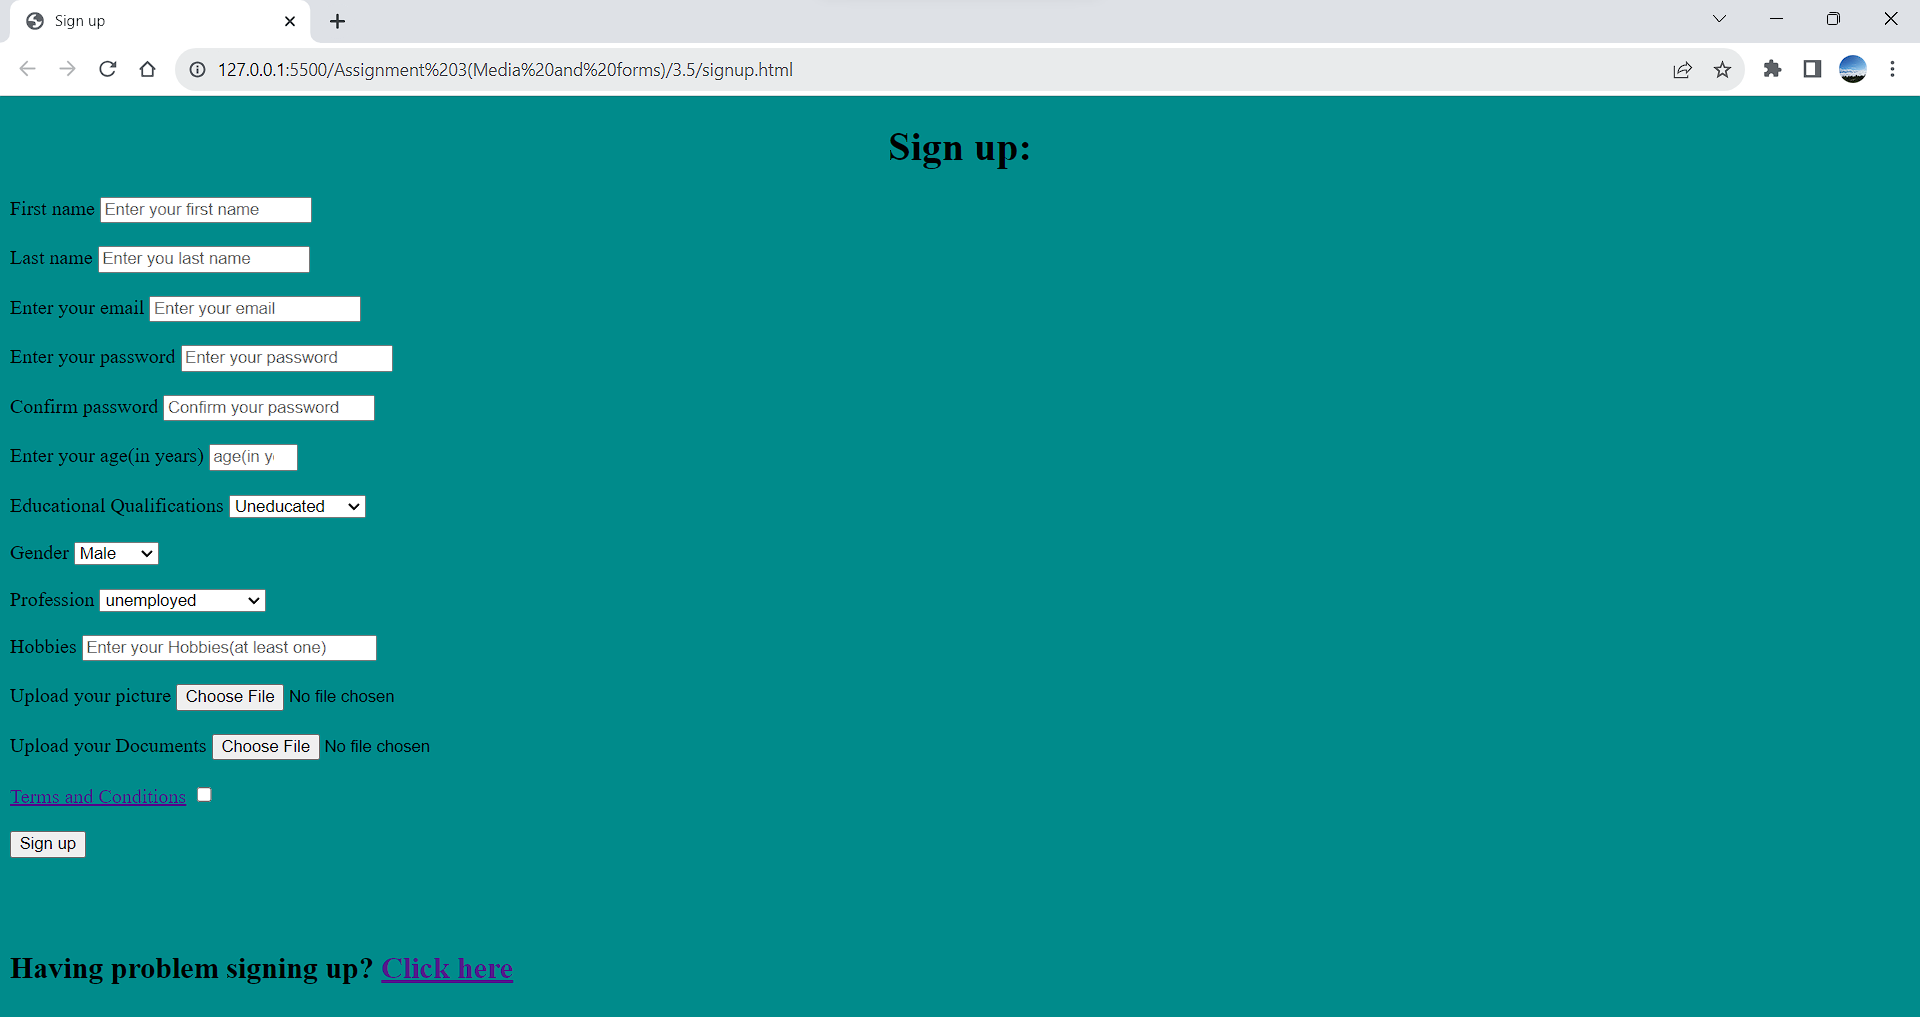 Sign up
127.0.0.1:5500/Assignment%203(Media%20and%20forms)/3.5/signup.html
Sign up:
First name Enter your first name
Last name Enter you last name
Enter your email Enter your email
Enter your password Enter your password
Confirm password Confirm your password
Enter your age(in years) age(in y
Educational Qualifications Uneducated
Gender Male
Profession unemployed
Hobbies Enter your Hobbies(at least one)
Upload your picture Choose File No file chosen
Upload your Documents Choose File No file chosen
Terms and Conditions
Sign up
Having problem signing up? Click here